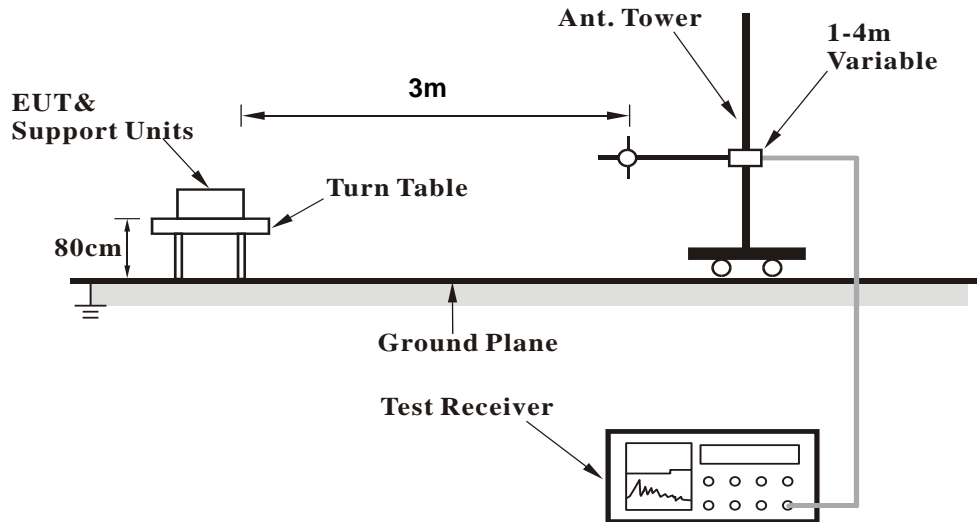 Ant. Tower
1-4m
Variable
3m
EUT&
Support Units
Turn Table
80cm
Ground Plane
Test Receiver